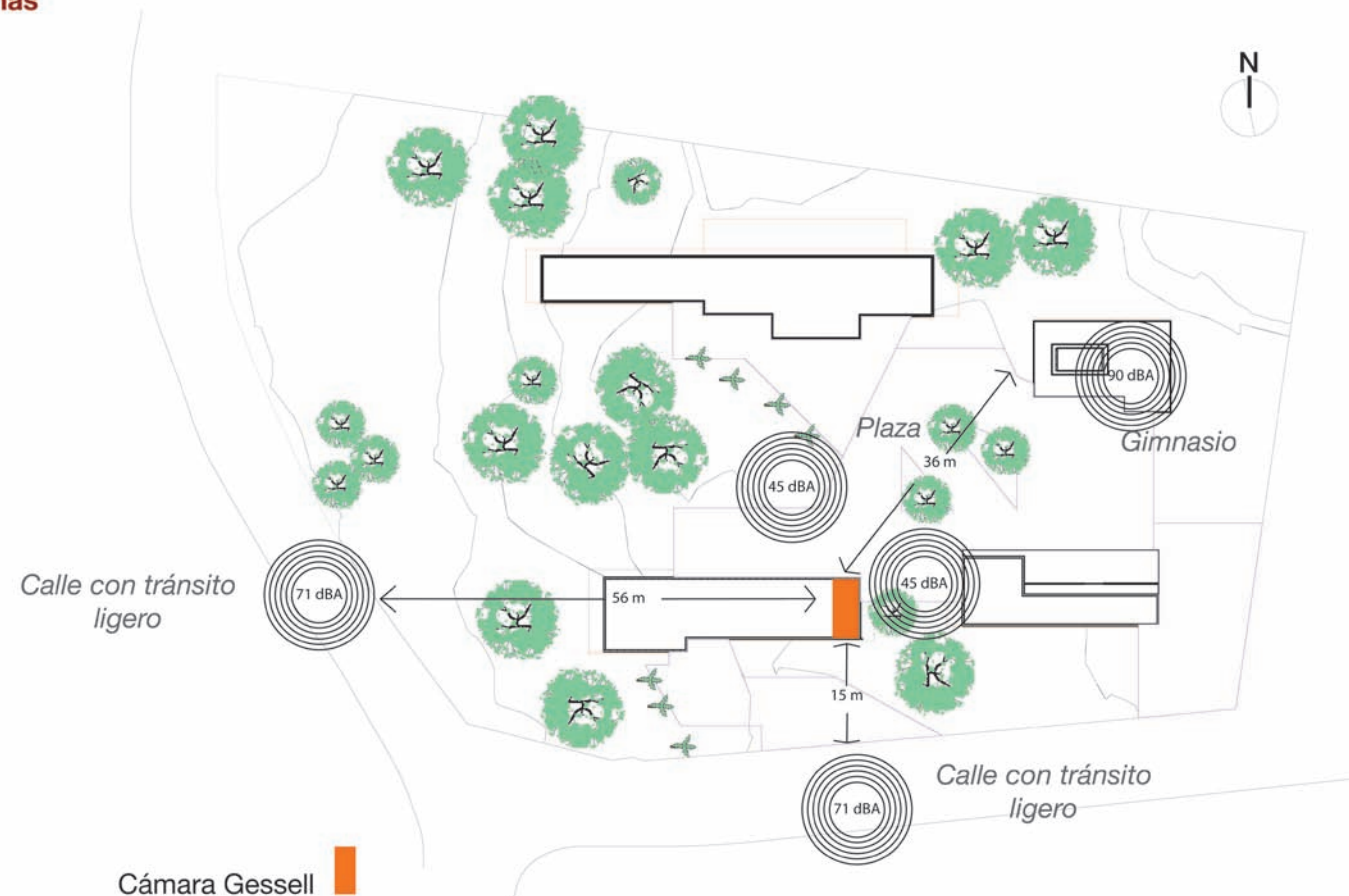 N
90 dBA
Plaza
Gimnasio
36 m
45 dBA
45 dBA
Calle con tránsito
ligero
71 dBA
56 m
15 m
Calle con tránsito
ligero
71 dBA
Cámara Gessell